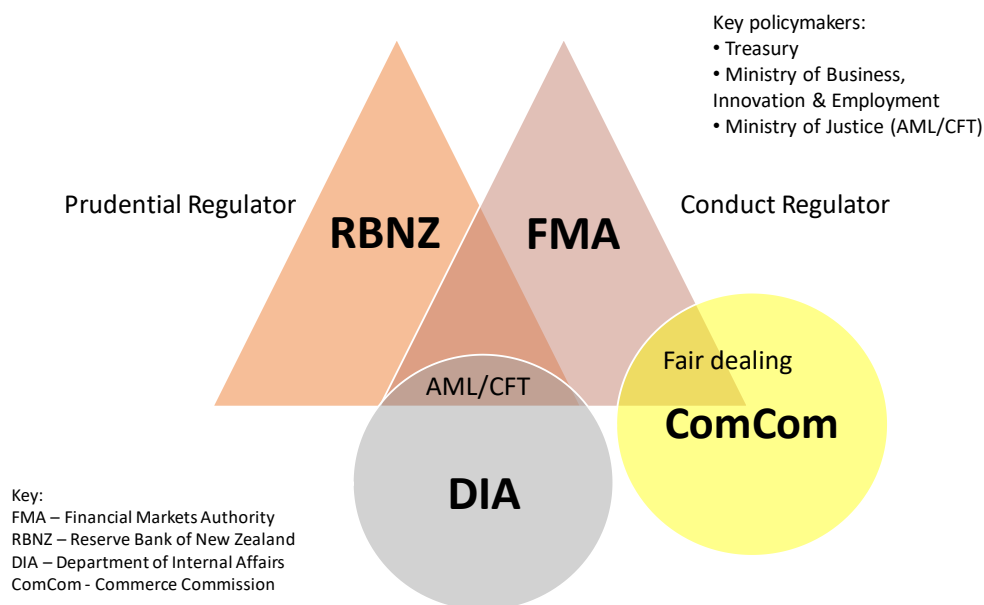 Key policymakers:
• Treasury
• Ministry of Business,
Innovation & Employment
• Ministry of Justice (AML/CFT)
Prudential Regulator
Conduct Regulator
RBNZ
FMA
Fair dealing
AML/CFT
ComCom
DIA
Key:
FMA – Financial Markets Authority
RBNZ – Reserve Bank of New Zealand
DIA – Department of Internal Affairs
ComCom - Commerce Commission